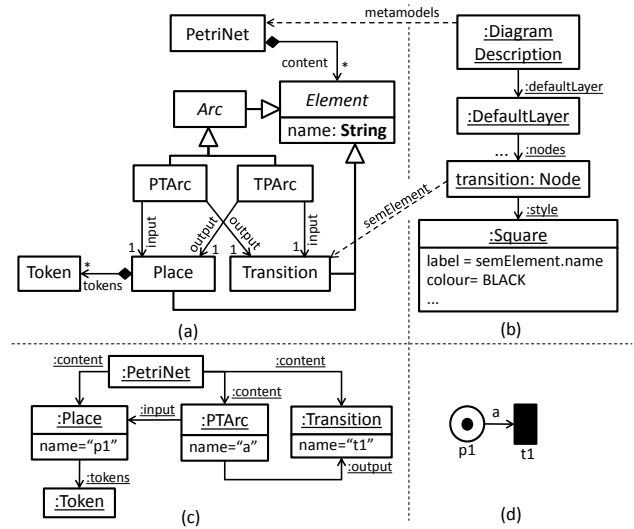 PetriNet
metamodels
content
*
Arc
Element
name: String
PTArc
TPArc
input
output
output
input
1
1
1
1
Token
*
tokens
Place
Transition
semElement
(a)
:Diagram
Description
:defaultLayer
:DefaultLayer
...
:nodes
transition: Node
:style
:Square
label = semElement.name
colour= BLACK
...
(b)
:content
:PetriNet
:content
:content
:Place
name="p1"
:input
:PTArc
name="a"
:Transition
name="t1"
:tokens
:output
:Token
(c)
a
p1
t1
(d)